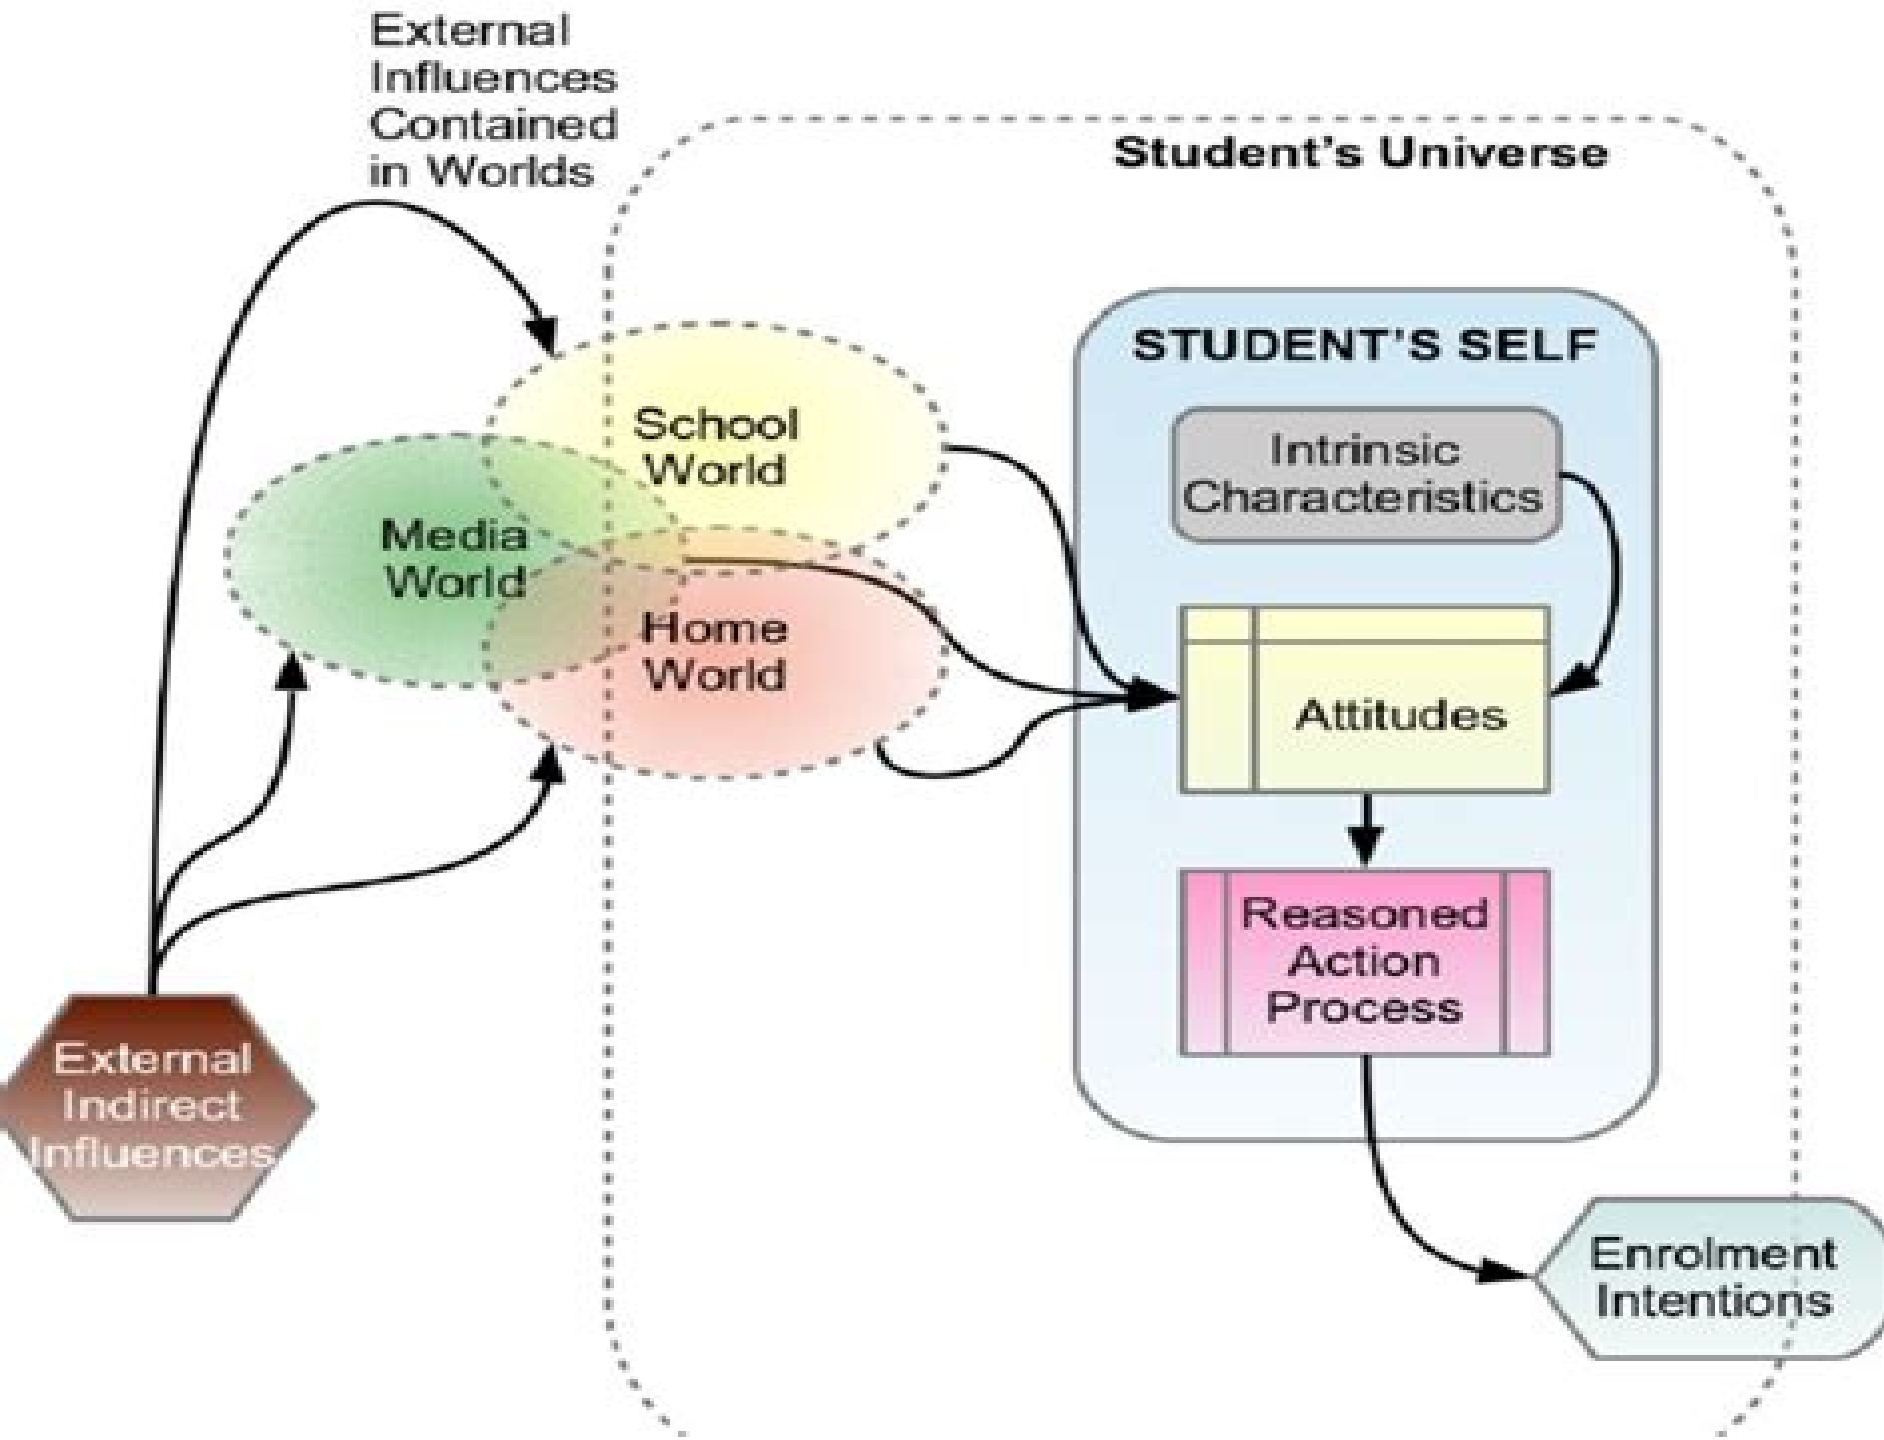 External
Influences
Contained
in Worlds
Student's Universe
STUDENT'S SELF
School
World
Intrinsic
Characteristics
Media
World
Home
World
Attitudes
Reasoned
Action
Process
External
Indirect
Influences
Enrolment
Intentions